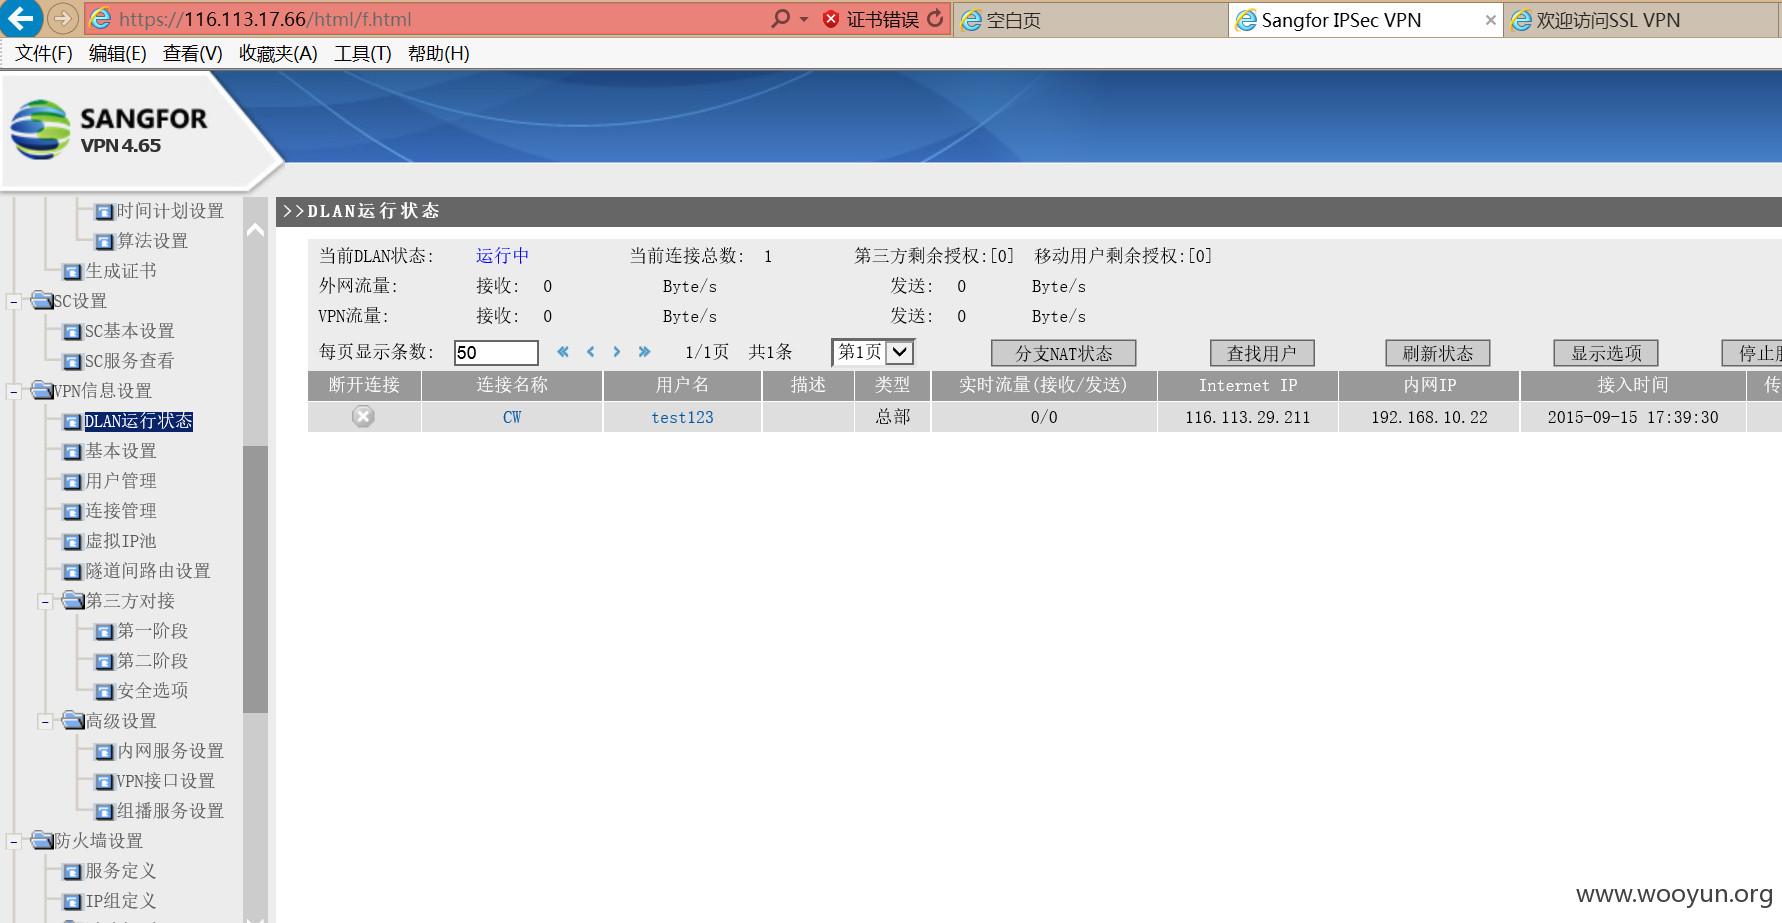 https://116.113.17.66/html/f.html 证书错误 空白页 Sangfor IPSec VPN 欢迎访问SSL VPN
文件(F) 编辑(E) 查看(V) 收藏夹(A) 工具(T) 帮助(H)
SANGFOR
VPN 4.65
时间计划设置
算法设置
生成证书
SC设置
SC基本设置
SC服务查看
VPN信息设置
DLAN运行状态
基本设置
用户管理
连接管理
虚拟IP池
隧道间路由设置
第三方对接
第一阶段
第二阶段
安全选项
高级设置
内网服务设置
VPN接口设置
组播服务设置
防火墙设置
服务定义
IP组定义
>>DLAN运行状态
当前DLAN状态: 运行中 当前连接总数: 1 第三方剩余授权:[0] 移动用户剩余授权:[0]
外网流量: 接收: 0 Byte/s 发送: 0 Byte/s
VPN流量: 接收: 0 Byte/s 发送: 0 Byte/s
每页显示条数: 50 « ‹ › » 1/1页 共1条 第1页 分支NAT状态 查找用户 刷新状态 显示选项 停止
断开连接 连接名称 用户名 描述 类型 实时流量(接收/发送) Internet IP 内网IP 接入时间 传
CW test123 总部 0/0 116.113.29.211 192.168.10.22 2015-09-15 17:39:30
www.wooyun.org